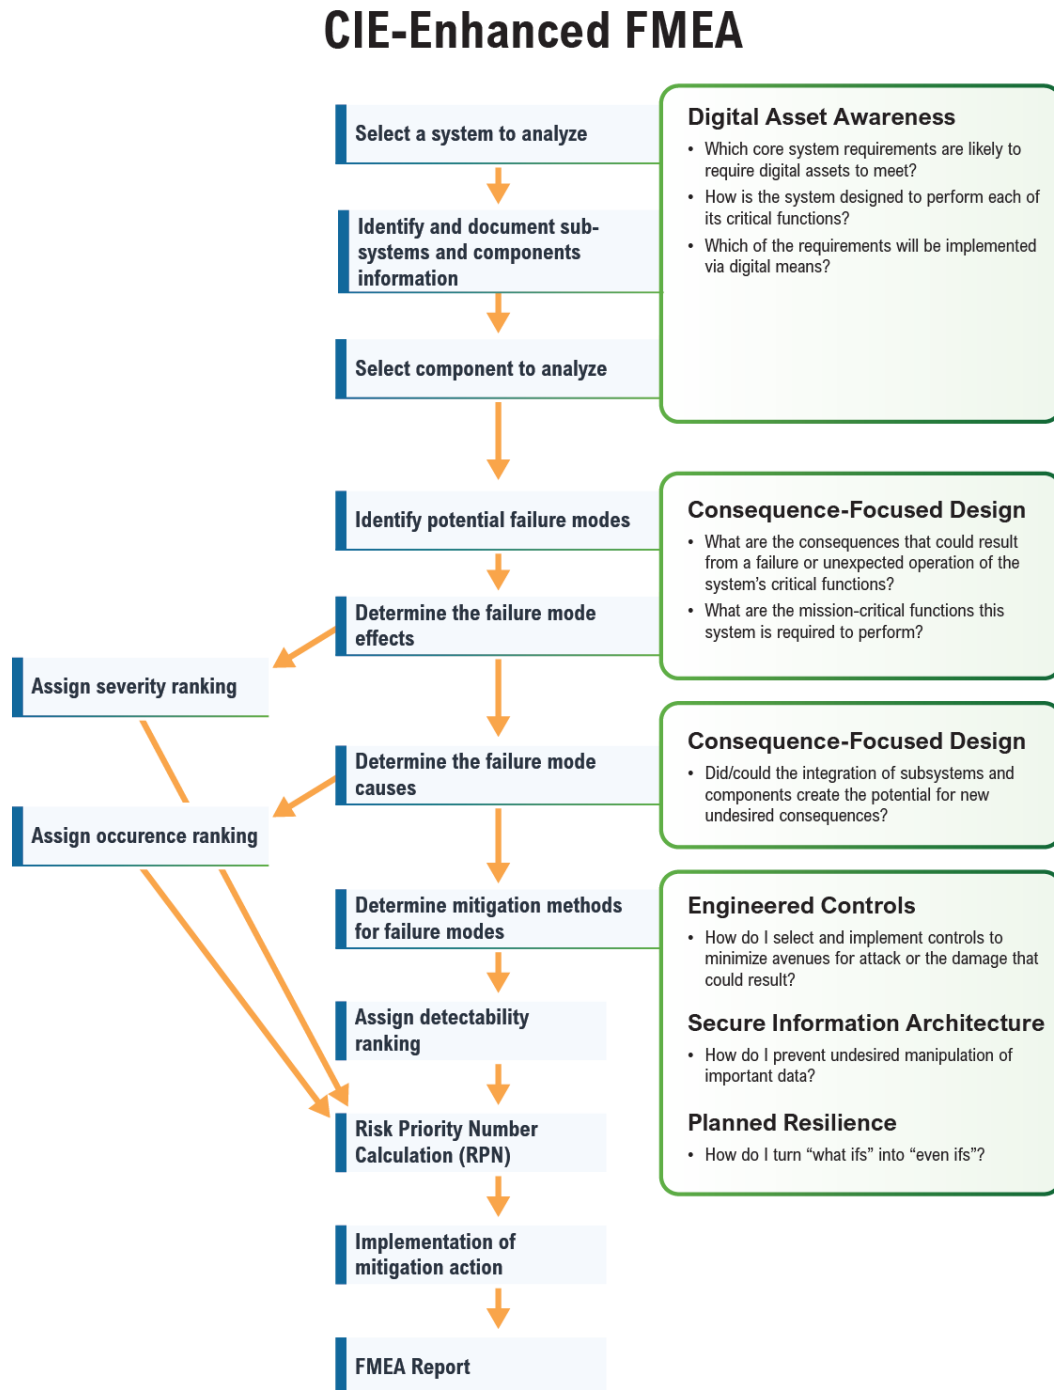 CIE-Enhanced FMEA
Select a system to analyze
Identify and document sub-
systems and components
information
Select component to analyze
Digital Asset Awareness
• Which core system requirements are likely to
require digital assets to meet?
• How is the system designed to perform each of
its critical functions?
• Which of the requirements will be implemented
via digital means?
Identify potential failure modes
Determine the failure mode
effects
Consequence-Focused Design
• What are the consequences that could result
from a failure or unexpected operation of the
system's critical functions?
• What are the mission-critical functions this
system is required to perform?
Assign severity ranking
Determine the failure mode
causes
Consequence-Focused Design
• Did/could the integration of subsystems and
components create the potential for new
undesired consequences?
Assign occurence ranking
Determine mitigation methods
for failure modes
Engineered Controls
• How do I select and implement controls to
minimize avenues for attack or the damage that
could result?
Secure Information Architecture
• How do I prevent undesired manipulation of
important data?
Planned Resilience
• How do I turn “what ifs” into “even ifs”?
Assign detectability
ranking
Risk Priority Number
Calculation (RPN)
Implementation of
mitigation action
FMEA Report